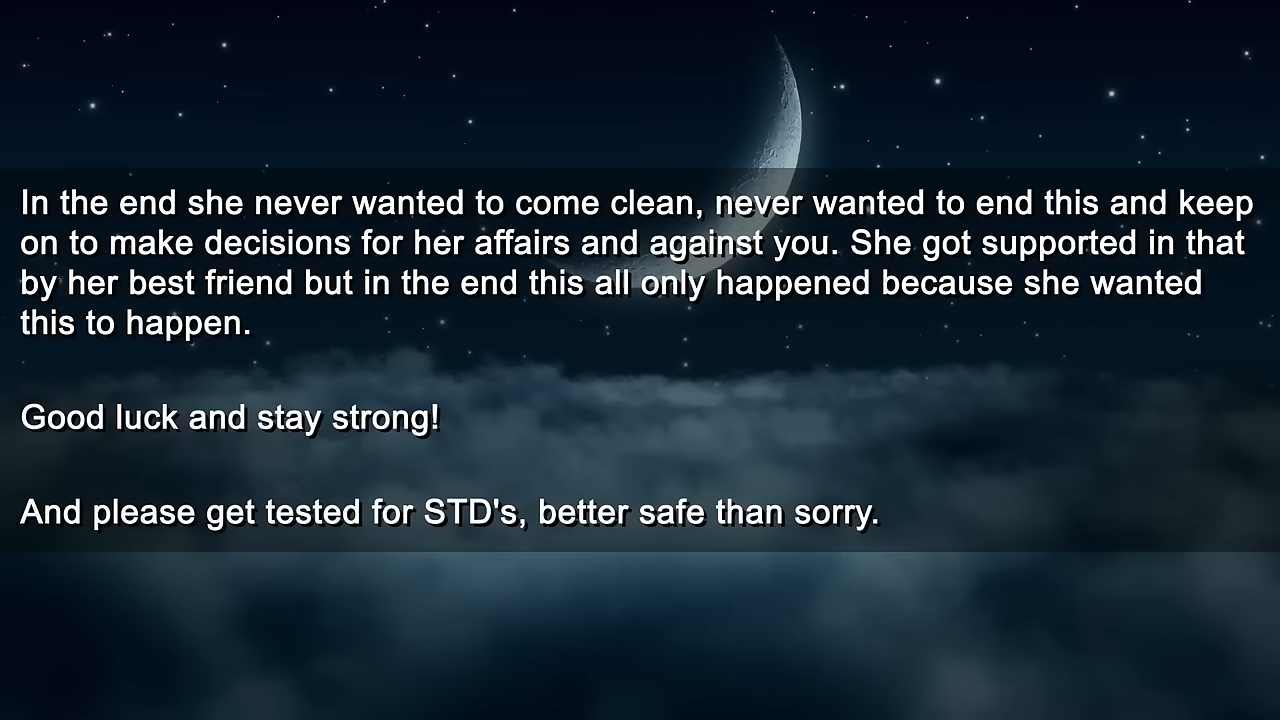 In the end she never wanted to come clean, never wanted to end this and keep
on to make decisions for her affairs and against you. She got supported in that
by her best friend but in the end this all only happened because she wanted
this to happen.
Good luck and stay strong!
And please get tested for STD's, better safe than sorry.